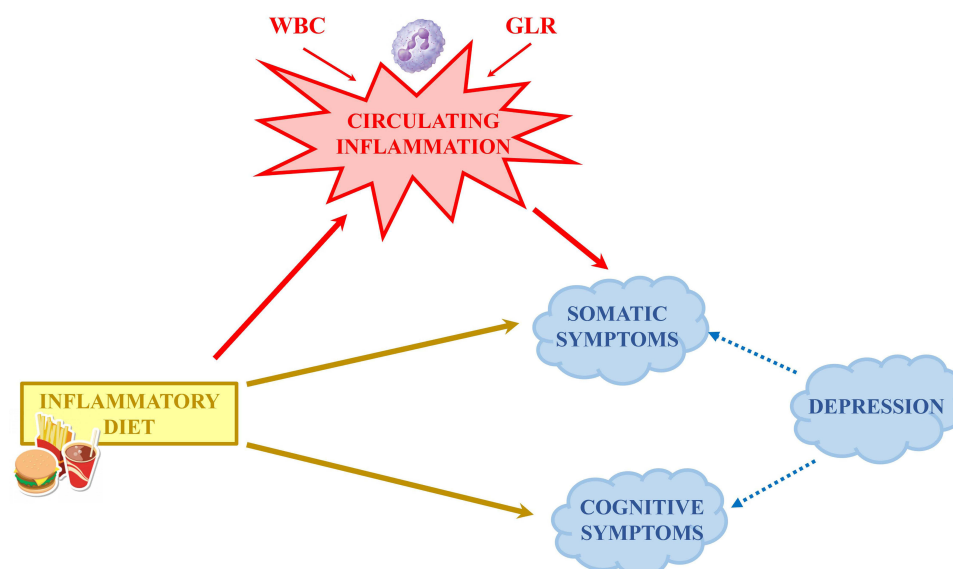 WBC
GLR
CIRCULATING
INFLAMMATION
SOMATIC
SYMPTOMS
INFLAMMATORY
DIET
DEPRESSION
COGNITIVE
SYMPTOMS